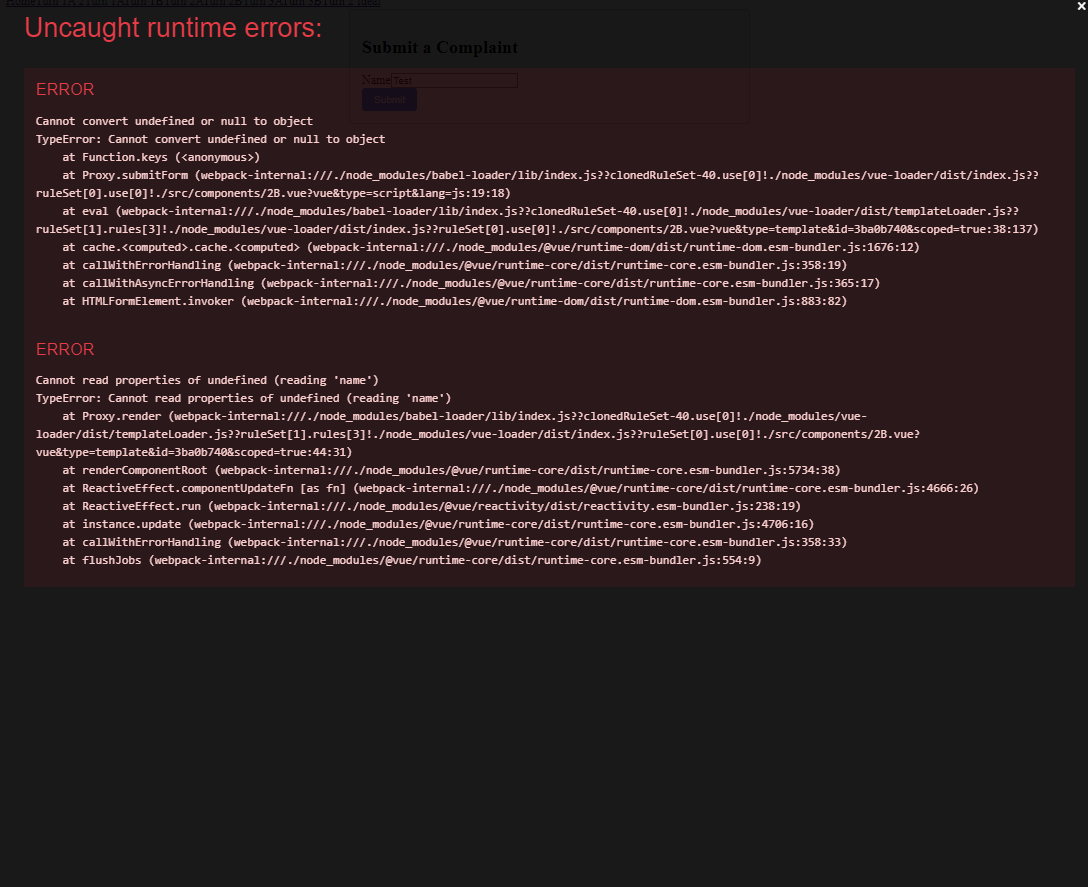 HomeTurn 1A 2Turn 1ATurn 1BTurn 2ATurn 2BTurn 3ATurn 3BTurn 2 Ideal
×
Uncaught runtime errors:
Submit a Complaint
Name Test
Submit
ERROR
Cannot convert undefined or null to object
TypeError: Cannot convert undefined or null to object
at Function.keys (<anonymous>)
at Proxy.submitForm (webpack-internal:///./node_modules/babel-loader/lib/index.js??clonedRuleSet-40.use[0]!./node_modules/vue-loader/dist/index.js??
ruleSet[0].use[0]!./src/components/2B.vue?vue&type=script&lang=js:19:18)
at eval (webpack-internal:///./node_modules/babel-loader/lib/index.js??clonedRuleSet-40.use[0]!./node_modules/vue-loader/dist/templateLoader.js??
ruleSet[1].rules[3]!./node_modules/vue-loader/dist/index.js??ruleSet[0].use[0]!./src/components/2B.vue?vue&type=template&id=3ba0b740&scoped=true:38:137)
at cache.<computed>.cache.<computed> (webpack-internal:///./node_modules/@vue/runtime-dom/dist/runtime-dom.esm-bundler.js:1676:12)
at callWithErrorHandling (webpack-internal:///./node_modules/@vue/runtime-core/dist/runtime-core.esm-bundler.js:358:19)
at callWithAsyncErrorHandling (webpack-internal:///./node_modules/@vue/runtime-core/dist/runtime-core.esm-bundler.js:365:17)
at HTMLFormElement.invoker (webpack-internal:///./node_modules/@vue/runtime-dom/dist/runtime-dom.esm-bundler.js:883:82)
ERROR
Cannot read properties of undefined (reading 'name')
TypeError: Cannot read properties of undefined (reading 'name')
at Proxy.render (webpack-internal:///./node_modules/babel-loader/lib/index.js??clonedRuleSet-40.use[0]!./node_modules/vue-
loader/dist/templateLoader.js??ruleSet[1].rules[3]!./node_modules/vue-loader/dist/index.js??ruleSet[0].use[0]!./src/components/2B.vue?
vue&type=template&id=3ba0b740&scoped=true:44:31)
at renderComponentRoot (webpack-internal:///./node_modules/@vue/runtime-core/dist/runtime-core.esm-bundler.js:5734:38)
at ReactiveEffect.componentUpdateFn [as fn] (webpack-internal:///./node_modules/@vue/runtime-core/dist/runtime-core.esm-bundler.js:4666:26)
at ReactiveEffect.run (webpack-internal:///./node_modules/@vue/reactivity/dist/reactivity.esm-bundler.js:238:19)
at instance.update (webpack-internal:///./node_modules/@vue/runtime-core/dist/runtime-core.esm-bundler.js:4706:16)
at callWithErrorHandling (webpack-internal:///./node_modules/@vue/runtime-core/dist/runtime-core.esm-bundler.js:358:33)
at flushJobs (webpack-internal:///./node_modules/@vue/runtime-core/dist/runtime-core.esm-bundler.js:554:9)